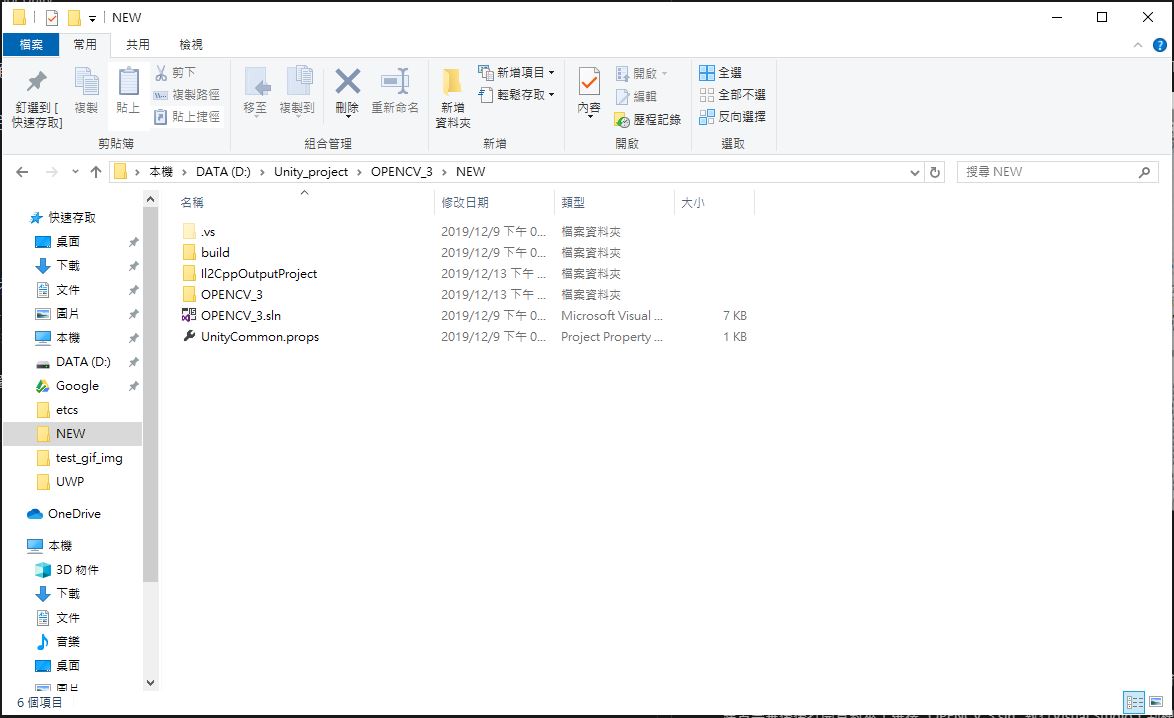 NEW
檔案 常用 共用 檢視
釘選到 [快速存取]
複製
貼上
剪下
複製路徑
貼上捷徑
剪貼簿
移至
複製到
刪除
重新命名
組合管理
新增資料夾
新增項目
輕鬆存取
新增
內容
開啟
編輯
歷程記錄
開啟
全選
全部不選
反向選擇
選取
本機 > DATA (D:) > Unity_project > OPENCV_3 > NEW
搜尋 NEW
快速存取
桌面
下載
文件
圖片
本機
DATA (D:)
Google
etcs
NEW
test_gif_img
UWP
OneDrive
本機
3D 物件
下載
文件
音樂
桌面
圖片
名稱 修改日期 類型 大小
.vs 2019/12/9 下午 0... 檔案資料夾
build 2019/12/9 下午 0... 檔案資料夾
Il2CppOutputProject 2019/12/13 下午 ... 檔案資料夾
OPENCV_3 2019/12/13 下午 ... 檔案資料夾
OPENCV_3.sln 2019/12/9 下午 0... Microsoft Visual ... 7 KB
UnityCommon.props 2019/12/9 下午 0... Project Property ... 1 KB
6 個項目